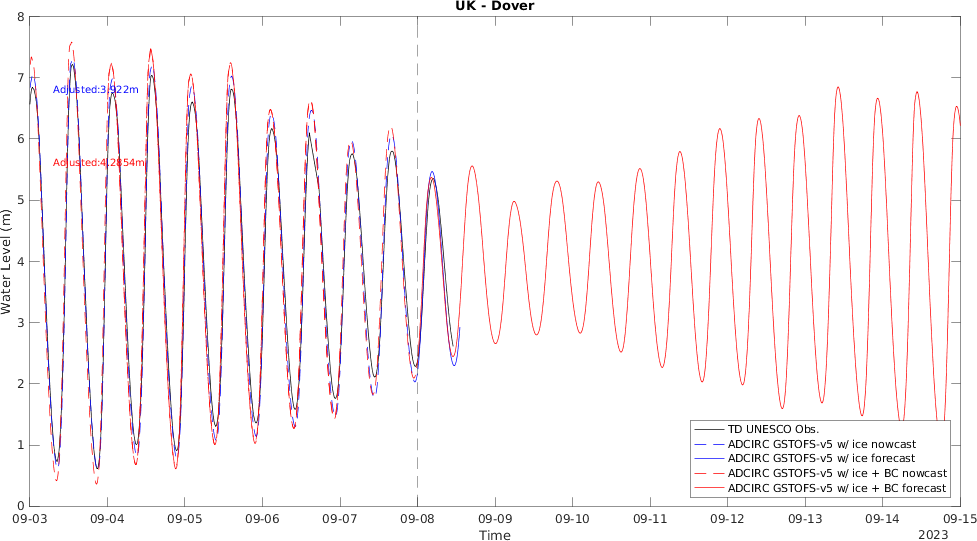 UK - Dover
8
7
6
5
4
3
2
1
0
Water Level (m)
Adjusted:3.922m
Adjusted:4.2854m
TD UNESCO Obs.
ADCIRC GSTOFS-v5 w/ ice nowcast
ADCIRC GSTOFS-v5 w/ ice forecast
ADCIRC GSTOFS-v5 w/ ice + BC nowcast
ADCIRC GSTOFS-v5 w/ ice + BC forecast
09-03 09-04 09-05 09-06 09-07 09-08 09-09 09-10 09-11 09-12 09-13 09-14 09-15
Time
2023